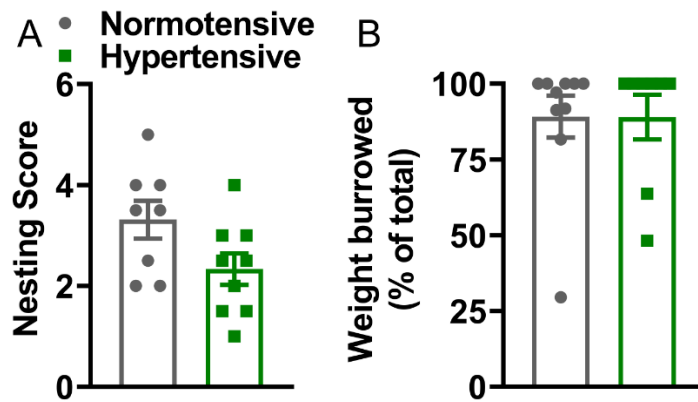 A
Normotensive
Hypertensive
Nesting Score
6
4
2
0
B
Weight burrowed
(% of total)
100
75
50
25
0